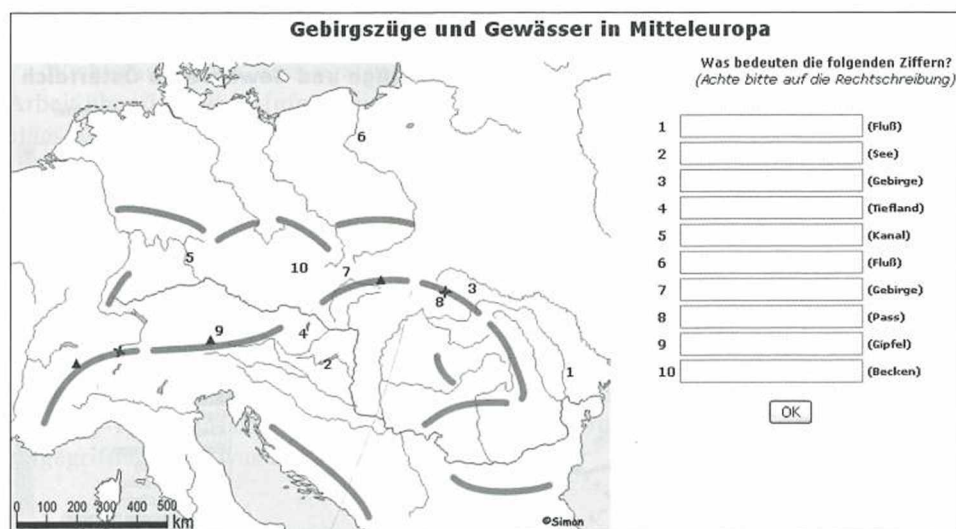 Gebirgszüge und Gewässer in Mitteleuropa
Was bedeuten die folgenden Ziffern?
(Achte bitte auf die Rechtschreibung)
1 (Fluß)
2 (See)
3 (Gebirge)
4 (Tiefland)
5 (Kanal)
6 (Fluß)
7 (Gebirge)
8 (Pass)
9 (Gipfel)
10 (Becken)
OK
6
5
10
7
3
8
9
4
2
1
0 100 200 300 400 500
km
©Simon